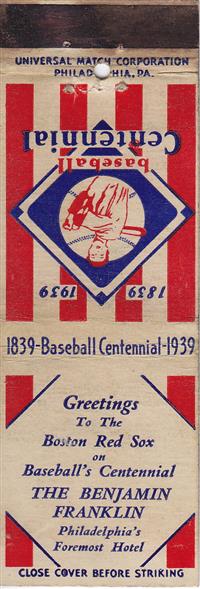 UNIVERSAL MATCH CORPORATION
PHILADELPHIA, PA.
baseball
Centennial
1839 1939
1839-Baseball Centennial-1939
Greetings
To The
Boston Red Sox
on
Baseball's Centennial
THE BENJAMIN
FRANKLIN
Philadelphia's
Foremost Hotel
CLOSE COVER BEFORE STRIKING